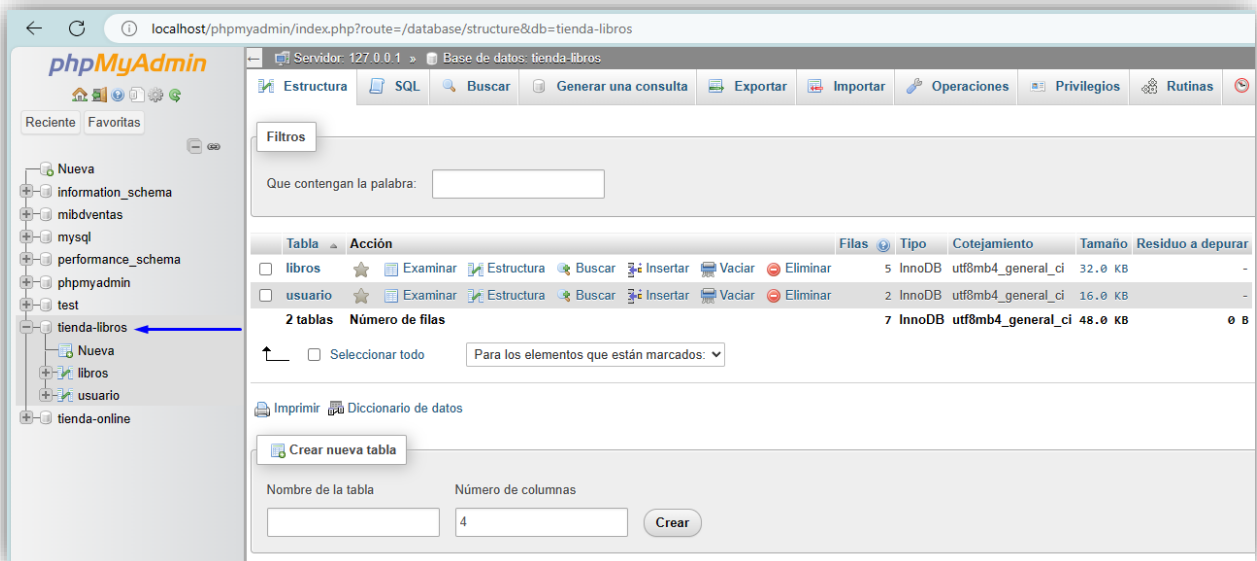 localhost/phpmyadmin/index.php?route=/database/structure&db=tienda-libros
phpMyAdmin
Reciente Favoritas
Nueva
information_schema
mibdventas
mysql
performance_schema
phpmyadmin
test
tienda-libros
Nueva
libros
usuario
tienda-online
Servidor: 127.0.0.1 » Base de datos: tienda-libros
Estructura SQL Buscar Generar una consulta Exportar Importar Operaciones Privilegios Rutinas
Filtros
Que contengan la palabra:
Tabla Acción Filas Tipo Cotejamiento Tamaño Residuo a depurar
libros Examinar Estructura Buscar Insertar Vaciar Eliminar 5 InnoDB utf8mb4_general_ci 32.0 KB -
usuario Examinar Estructura Buscar Insertar Vaciar Eliminar 2 InnoDB utf8mb4_general_ci 16.0 KB -
2 tablas Número de filas 7 InnoDB utf8mb4_general_ci 48.0 KB 0 B
Seleccionar todo Para los elementos que están marcados:
Imprimir Diccionario de datos
Crear nueva tabla
Nombre de la tabla Número de columnas
4 Crear